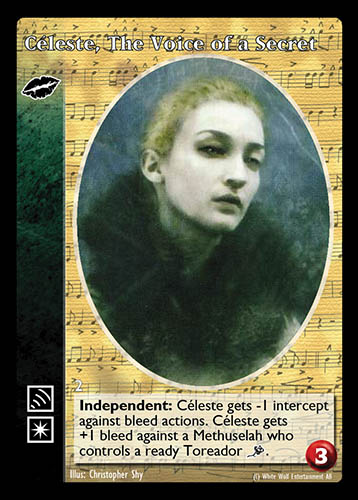 Céleste, The Voice of a Secret
2
Independent: Céleste gets -1 intercept
against bleed actions. Céleste gets
+1 bleed against a Methuselah who
controls a ready Toreador
3
Illus: Christopher Shy
(C) White Wolf Entertainment AB